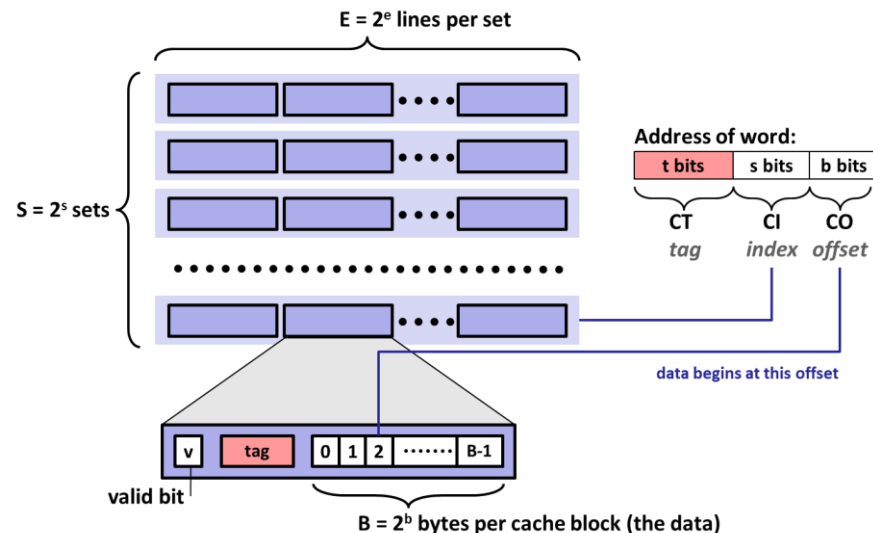 E = 2ᵉ lines per set
S = 2ˢ sets
Address of word:
t bits s bits b bits
CT CI CO
tag index offset
data begins at this offset
v tag 0 1 2 ······· B-1
valid bit
B = 2ᵇ bytes per cache block (the data)